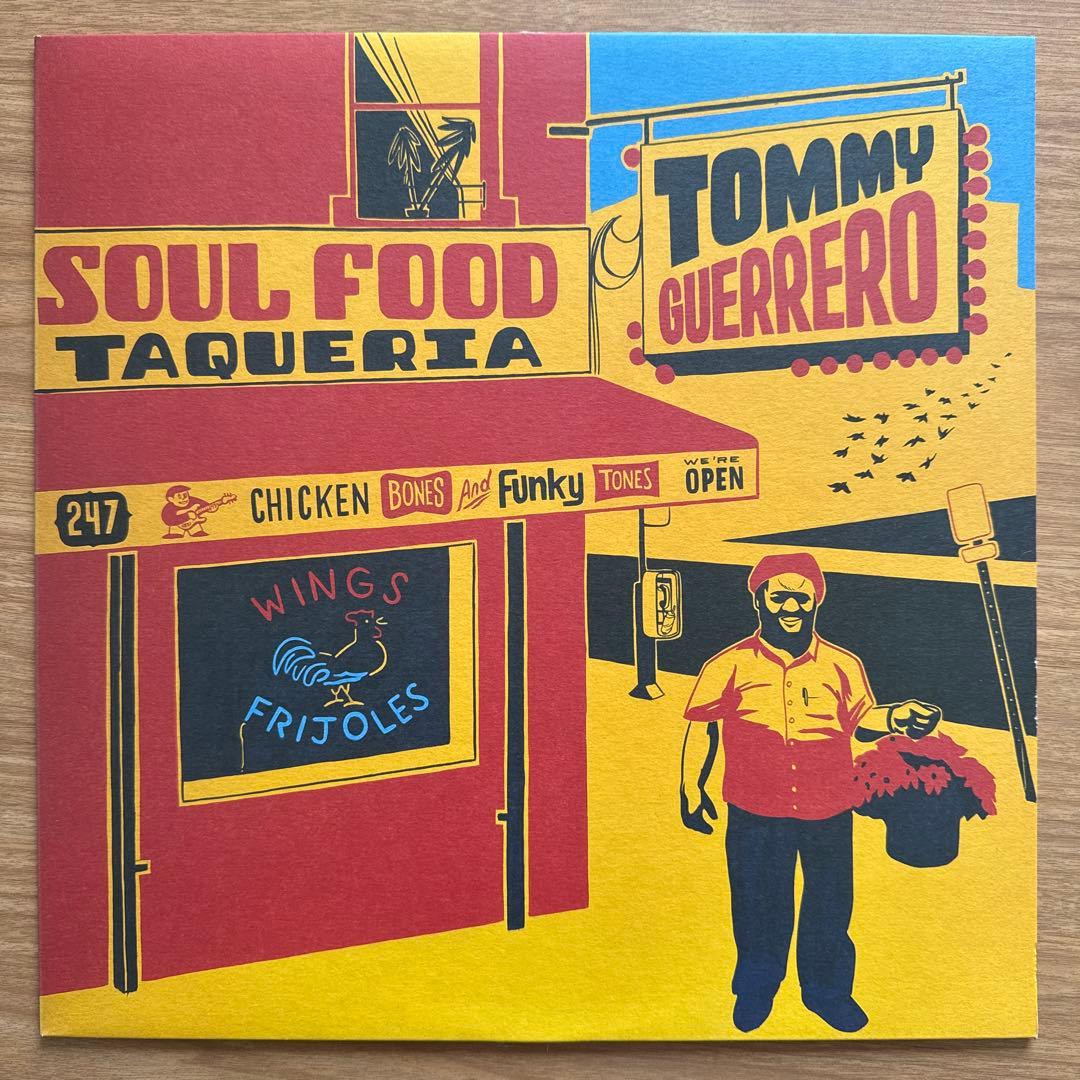 TOMMY
GUERRERO
SOUL FOOD
TAQUERIA
247 CHICKEN BONES And Funky TONES WE'RE OPEN
WINGS
FRIJOLES